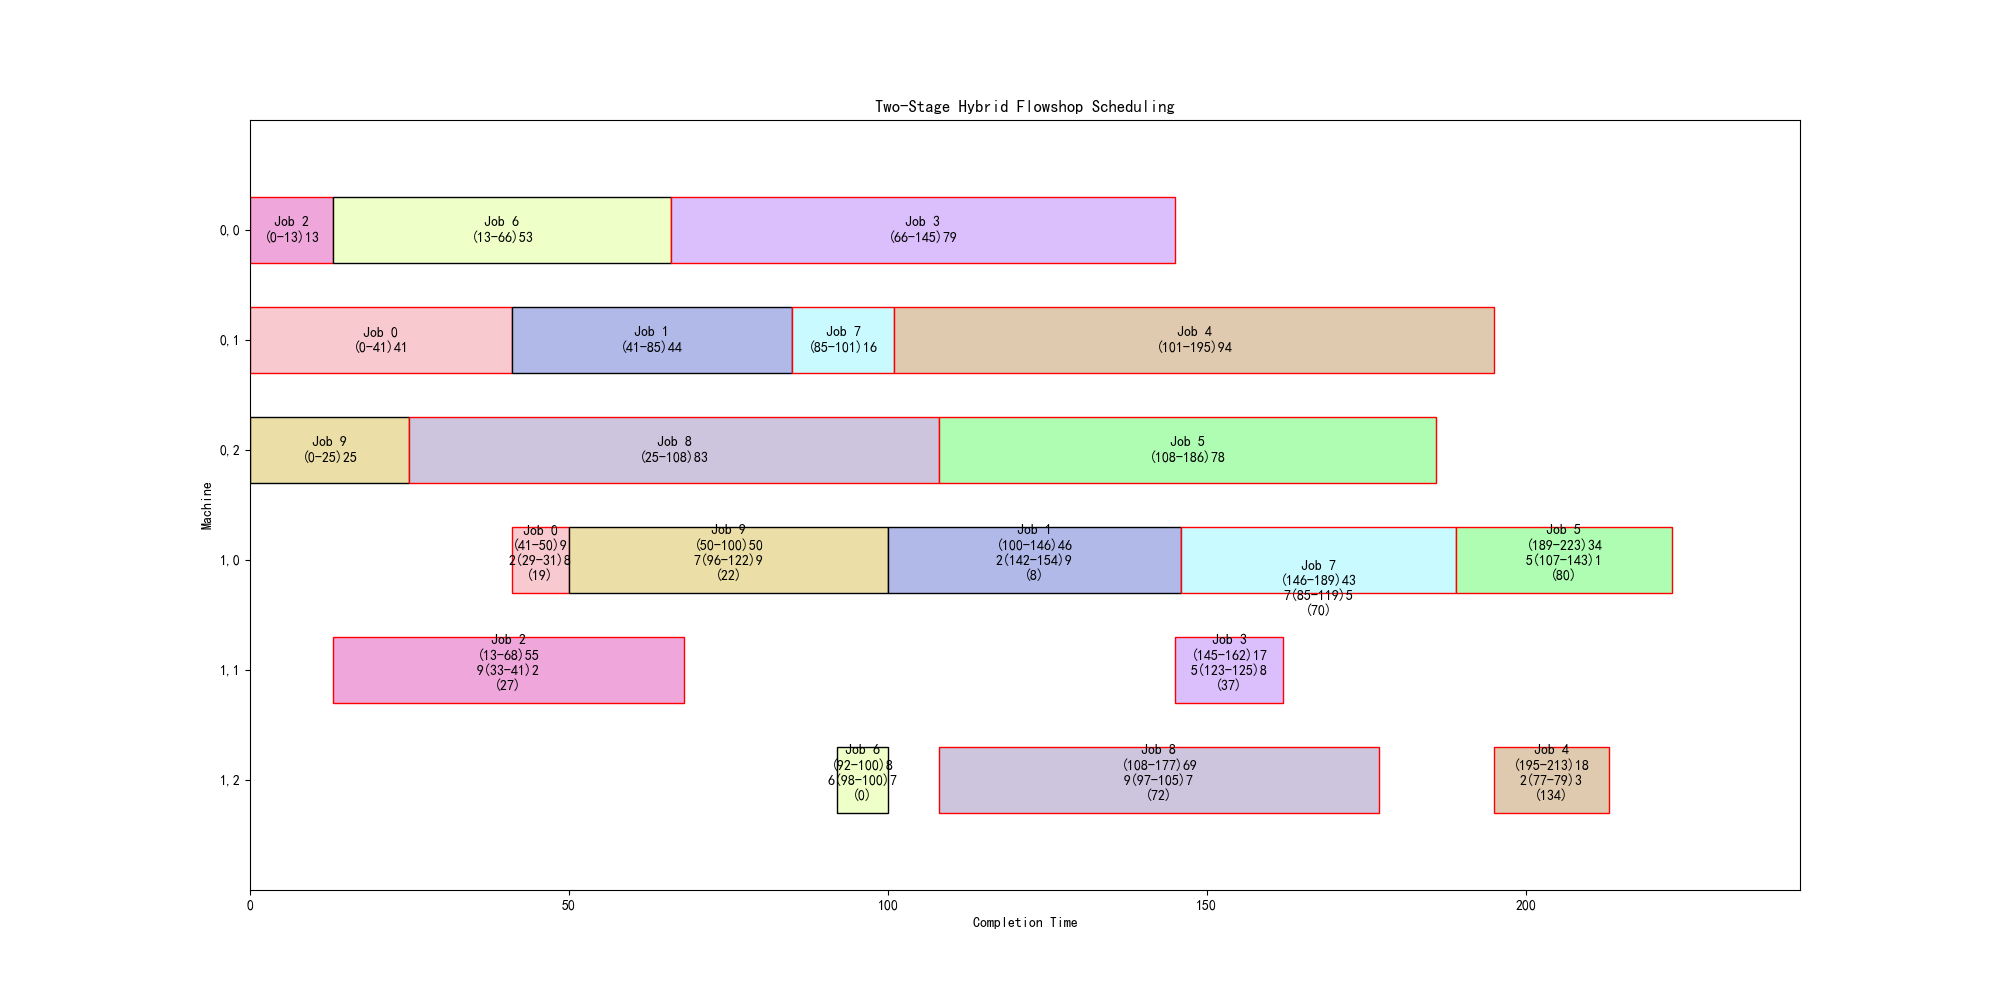 Two-Stage Hybrid Flowshop Scheduling
0,0
Job 2
(0-13)13
Job 6
(13-66)53
Job 3
(66-145)79
0,1
Job 0
(0-41)41
Job 1
(41-85)44
Job 7
(85-101)16
Job 4
(101-195)94
0,2
Job 9
(0-25)25
Job 8
(25-108)83
Job 5
(108-186)78
Machine
1,0
Job 0
(41-50)9
2(29-31)8
(19)
Job 9
(50-100)50
7(96-122)9
(22)
Job 1
(100-146)46
2(142-154)9
(8)
Job 7
(146-189)43
7(85-119)5
(70)
Job 5
(189-223)34
5(107-143)1
(80)
1,1
Job 2
(13-68)55
9(33-41)2
(27)
Job 3
(145-162)17
5(123-125)8
(37)
1,2
Job 6
(92-100)8
6(98-100)7
(0)
Job 8
(108-177)69
9(97-105)7
(72)
Job 4
(195-213)18
2(77-79)3
(134)
0
50
100
150
200
Completion Time